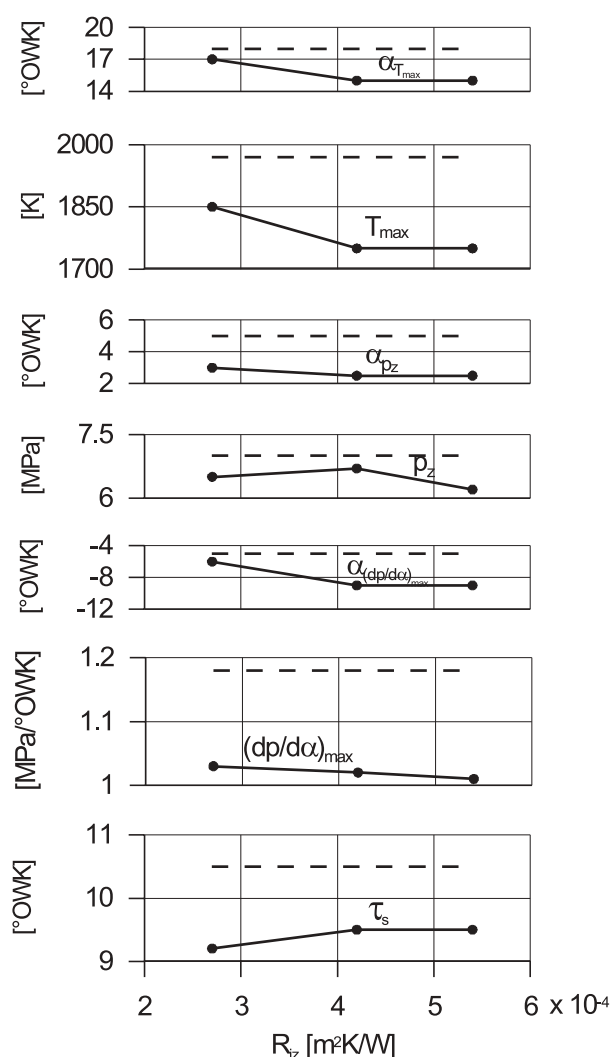 20
17
14
[°OWK]
α_Tmax
2000
1850
1700
[K]
T_max
6
4
2
[°OWK]
α_pz
7.5
6
[MPa]
p_z
-4
-8
-12
[°OWK]
α_(dp/dα)max
1.2
1.1
1
[MPa/°OWK]
(dp/dα)_max
11
10
9
[°OWK]
τ_s
2 3 4 5 6 x 10⁻⁴
R_iz [m²K/W]